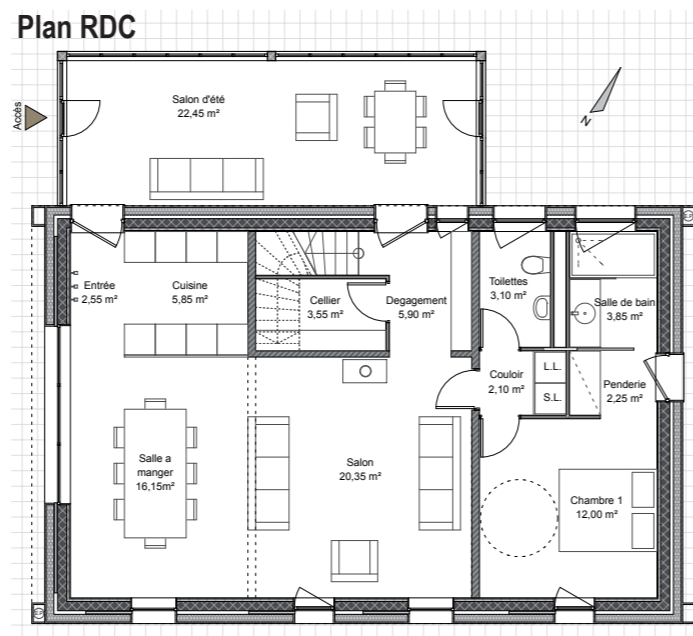 Plan RDC
Accès
Salon d'été
22,45 m²
N
Entrée
2,55 m²
Cuisine
5,85 m²
Cellier
3,55 m²
Degagement
5,90 m²
Toilettes
3,10 m²
Salle de bain
3,85 m²
Couloir
2,10 m²
L.L.
S.L.
Penderie
2,25 m²
Salle a
manger
16,15m²
Salon
20,35 m²
Chambre 1
12,00 m²